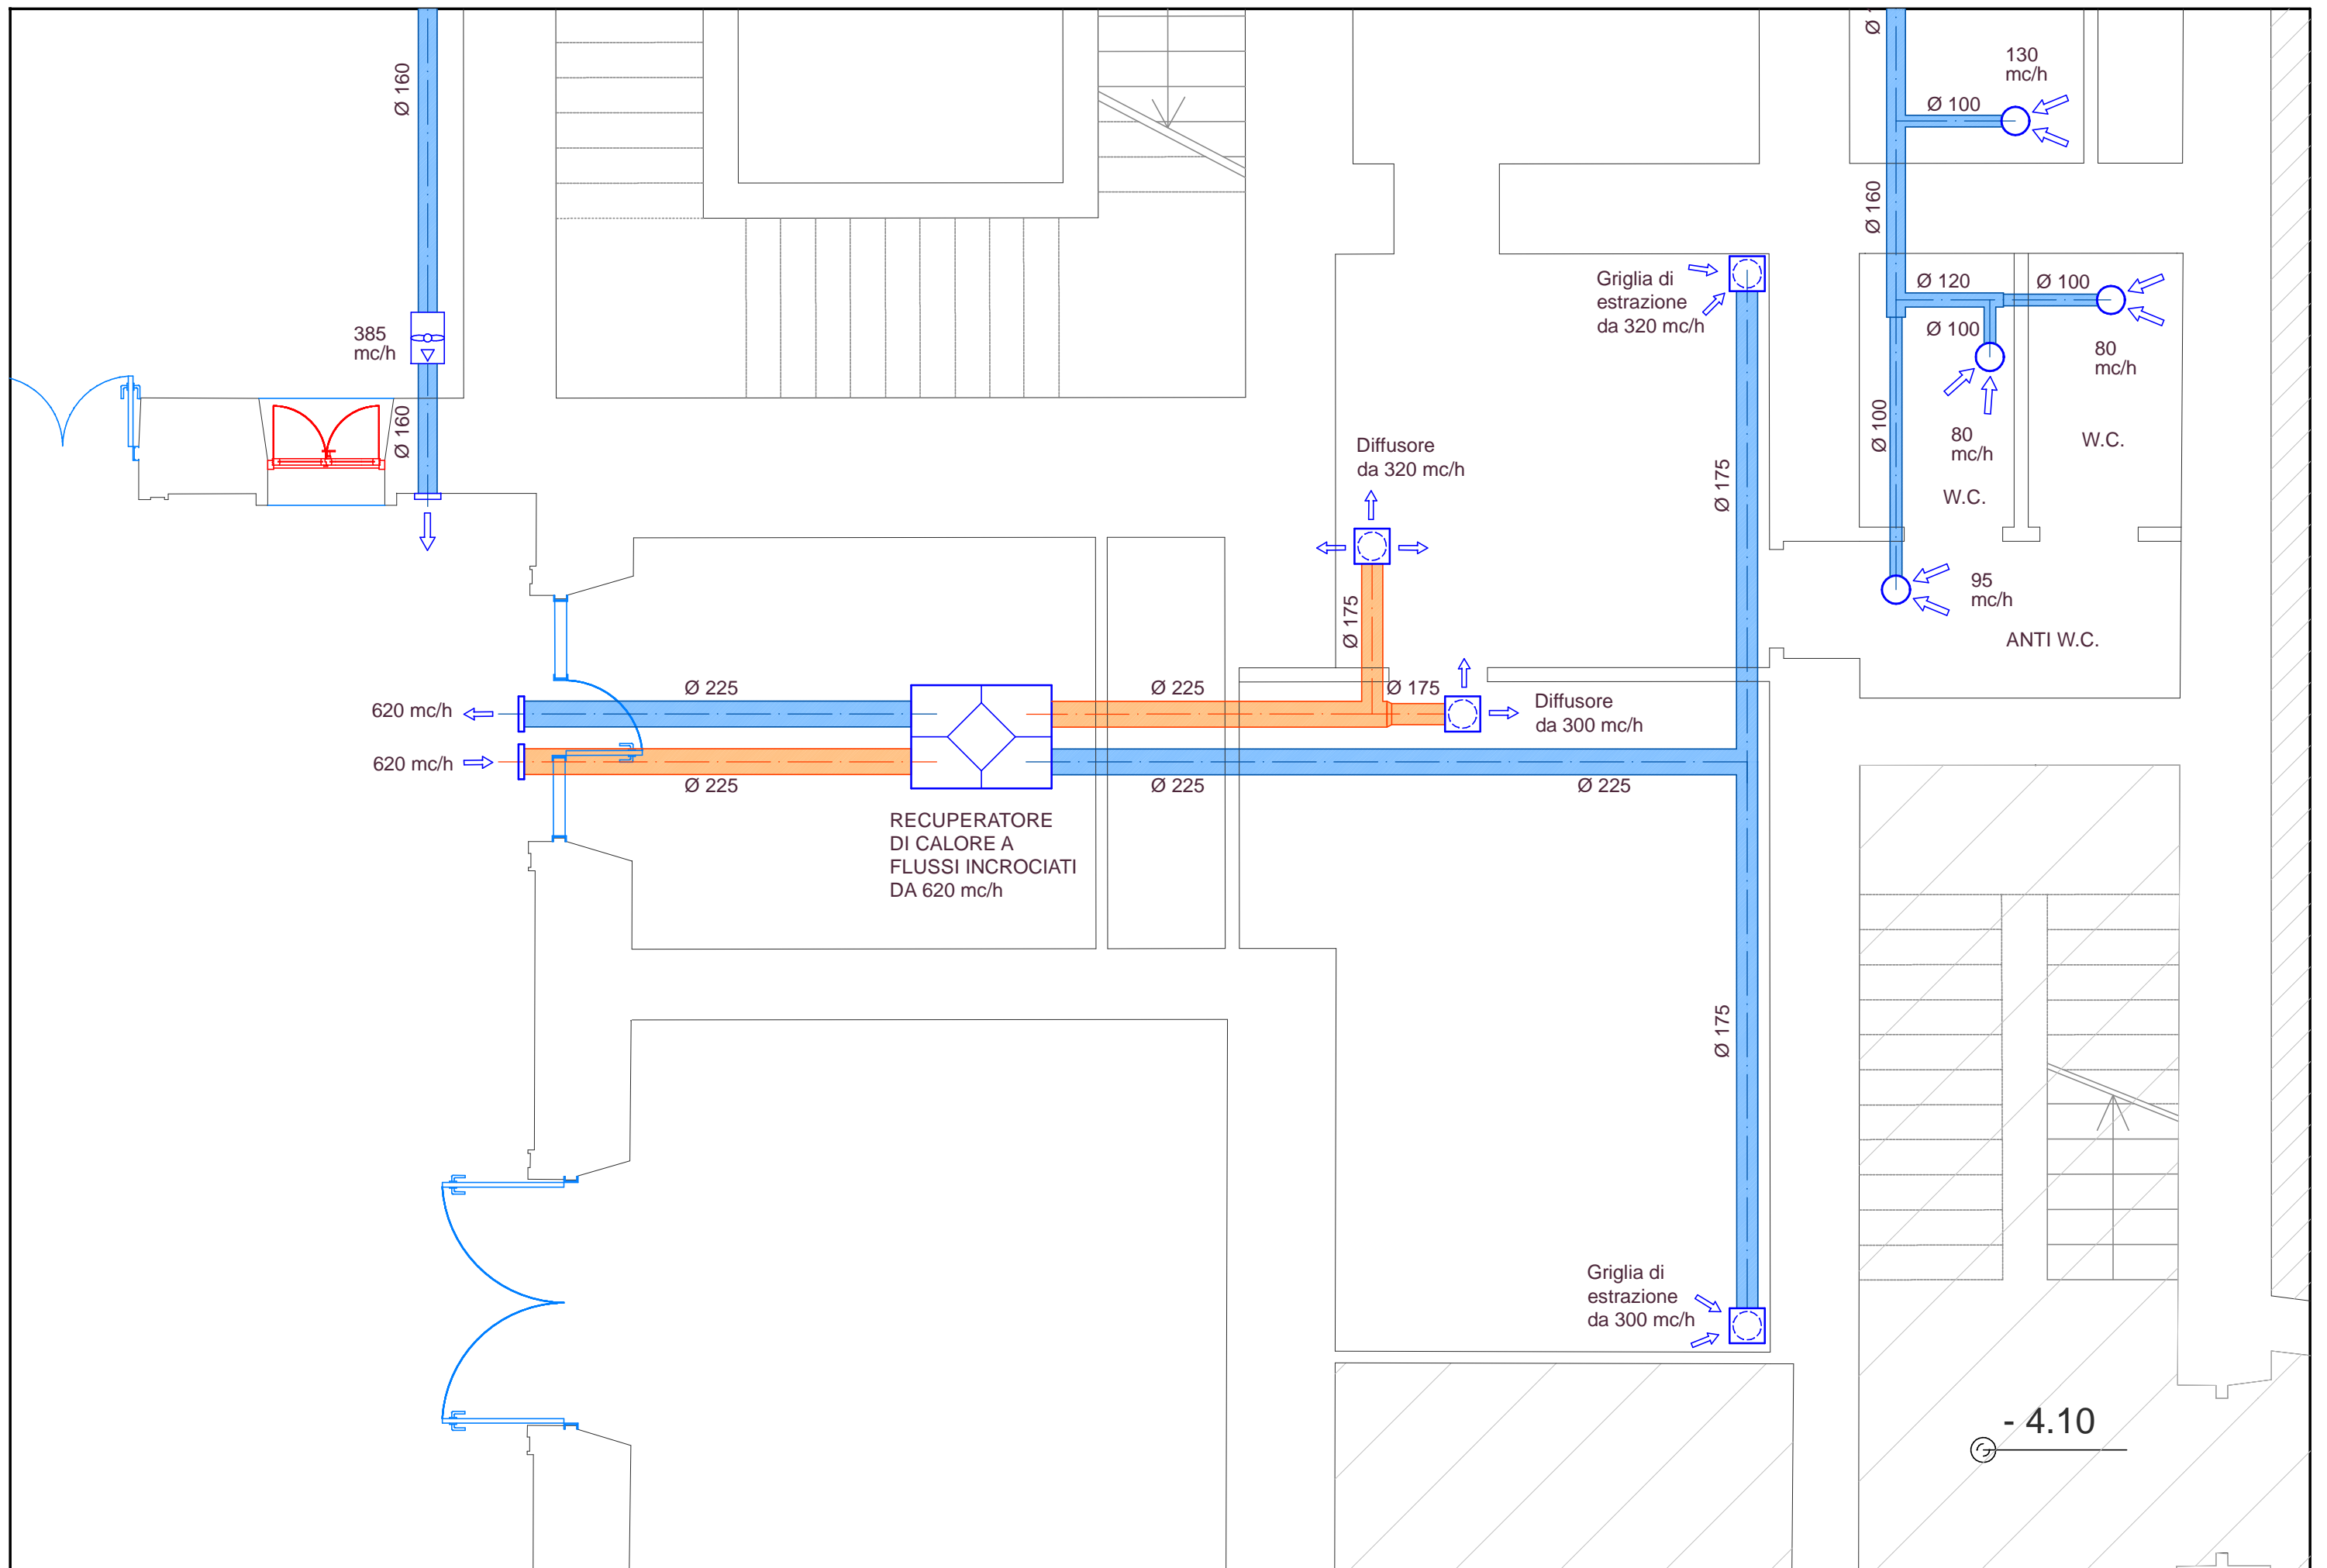 Ø 160
Ø
130
mc/h
Ø 100
Ø 160
Griglia di
estrazione
da 320 mc/h
Ø 120
Ø 100
Ø 100
80
mc/h
385
mc/h
Ø 160
Ø 100
80
mc/h
W.C.
W.C.
Diffusore
da 320 mc/h
Ø 175
Ø 175
95
mc/h
ANTI W.C.
620 mc/h
Ø 225
Ø 225
Ø 175
Diffusore
da 300 mc/h
620 mc/h
Ø 225
Ø 225
Ø 225
RECUPERATORE
DI CALORE A
FLUSSI INCROCIATI
DA 620 mc/h
Ø 175
Griglia di
estrazione
da 300 mc/h
- 4.10